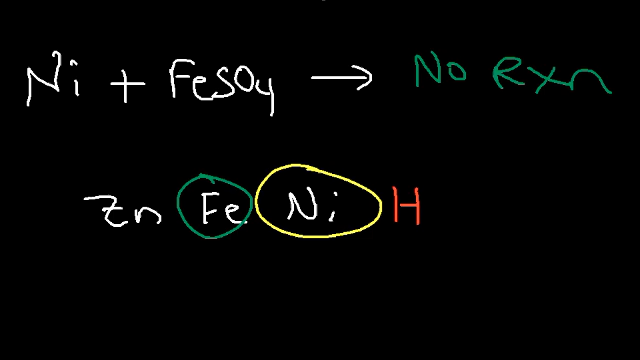 Ni + FeSO4 → No Rxn
Zn Fe Ni H